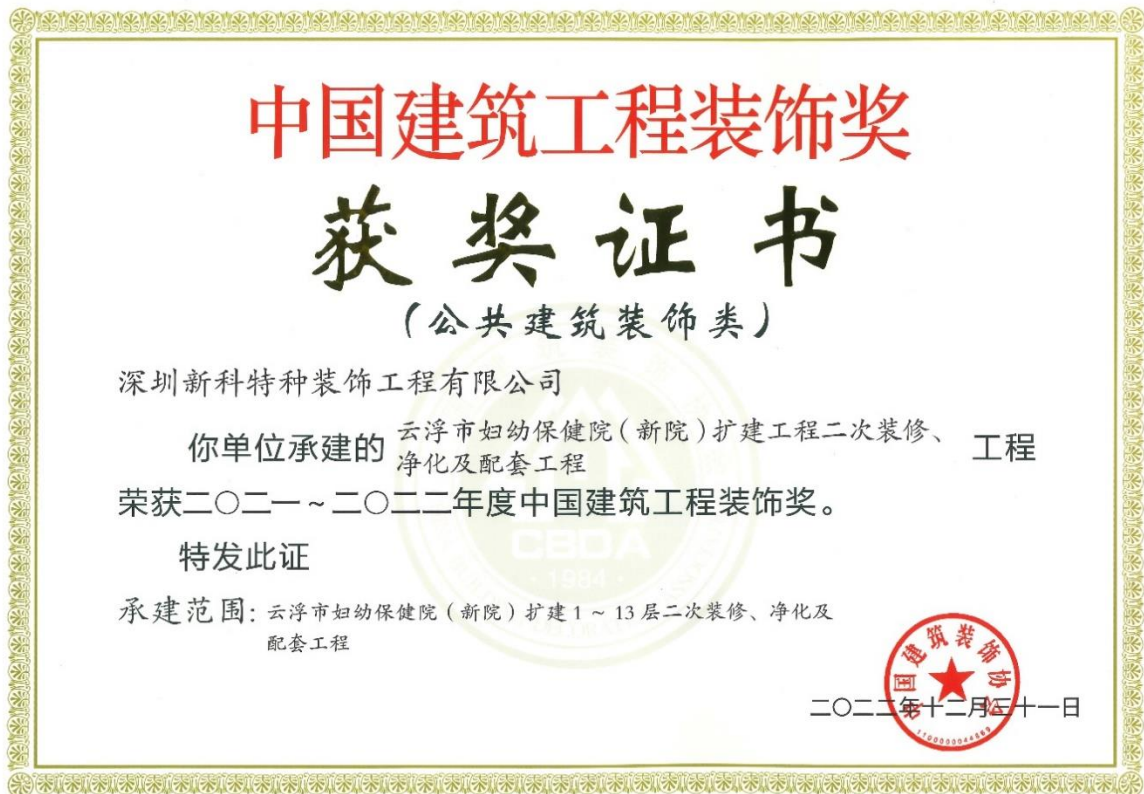 中国建筑工程装饰奖
获奖证书
（公共建筑装饰类）
深圳新科特种装饰工程有限公司
你单位承建的 云浮市妇幼保健院（新院）扩建工程二次装修、 工程
净化及配套工程
荣获二〇二一～二〇二二年度中国建筑工程装饰奖。
特发此证
CBDA
·1984·
承建范围：云浮市妇幼保健院（新院）扩建 1 ～ 13 层二次装修、净化及
配套工程
中国建筑装饰协会
二〇二二年十二月三十一日